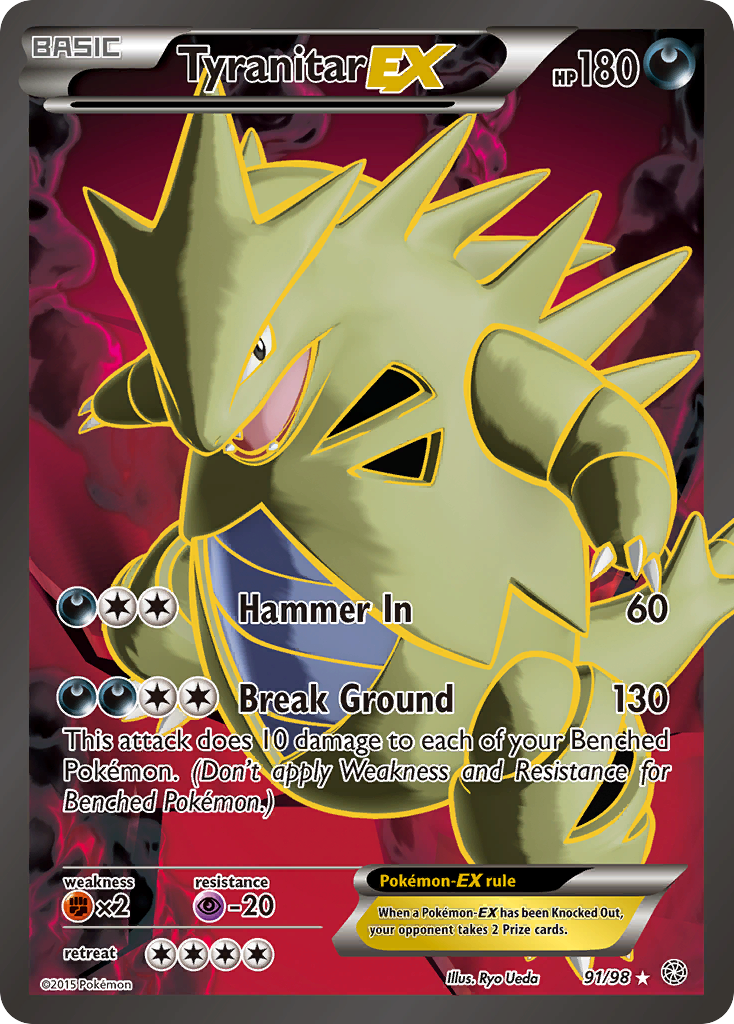 BASIC
Tyranitar EX
HP180
Hammer In 60
Break Ground 130
This attack does 10 damage to each of your Benched
Pokémon. (Don't apply Weakness and Resistance for
Benched Pokémon.)
weakness resistance
×2 -20
retreat
Pokémon-EX rule
When a Pokémon-EX has been Knocked Out,
your opponent takes 2 Prize cards.
©2015 Pokémon
Illus. Ryo Ueda 91/98 ★